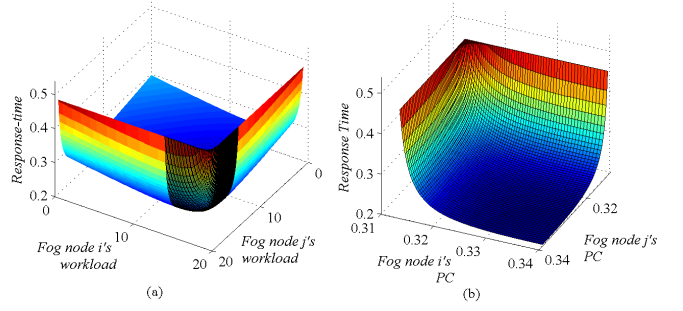 Response-time
0.5
0.4
0.3
0.2
0
10
20
Fog node i's
workload
20
10
0
Fog node j's
workload
(a)
Response Time
0.5
0.4
0.3
0.2
0.31
0.32
0.33
0.34
Fog node i's
PC
0.34
0.32
Fog node j's
PC
(b)